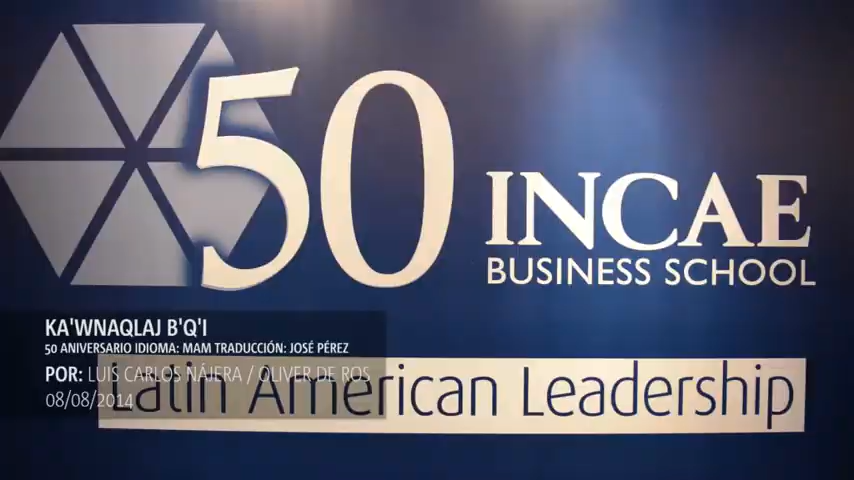 50
INCAE
BUSINESS SCHOOL
KA'WNAQLAJ B'Q'I
50 ANIVERSARIO IDIOMA: MAM TRADUCCIÓN: JOSÉ PÉREZ
POR: LUIS CARLOS NÁJERA / OLIVER DE ROS
08/08/2014
Latin American Leadership